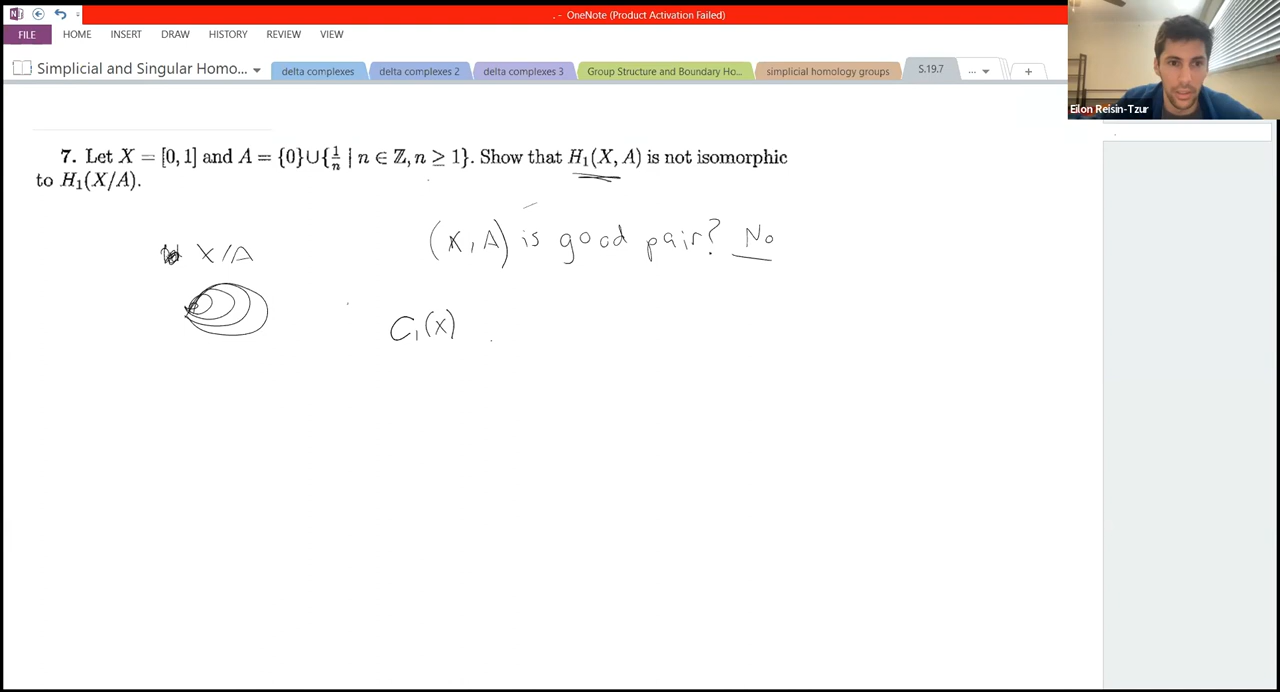 . - OneNote (Product Activation Failed)
FILE HOME INSERT DRAW HISTORY REVIEW VIEW
Simplicial and Singular Homo... delta complexes delta complexes 2 delta complexes 3 Group Structure and Boundary Ho... simplicial homology groups S.19.7 ...
Eilon Reisin-Tzur
7. Let X = [0, 1] and A = {0}∪{1/n | n ∈ ℤ, n ≥ 1}. Show that H₁(X, A) is not isomorphic
to H₁(X/A).
(X, A) is good pair? No
X/A
C₁(X)